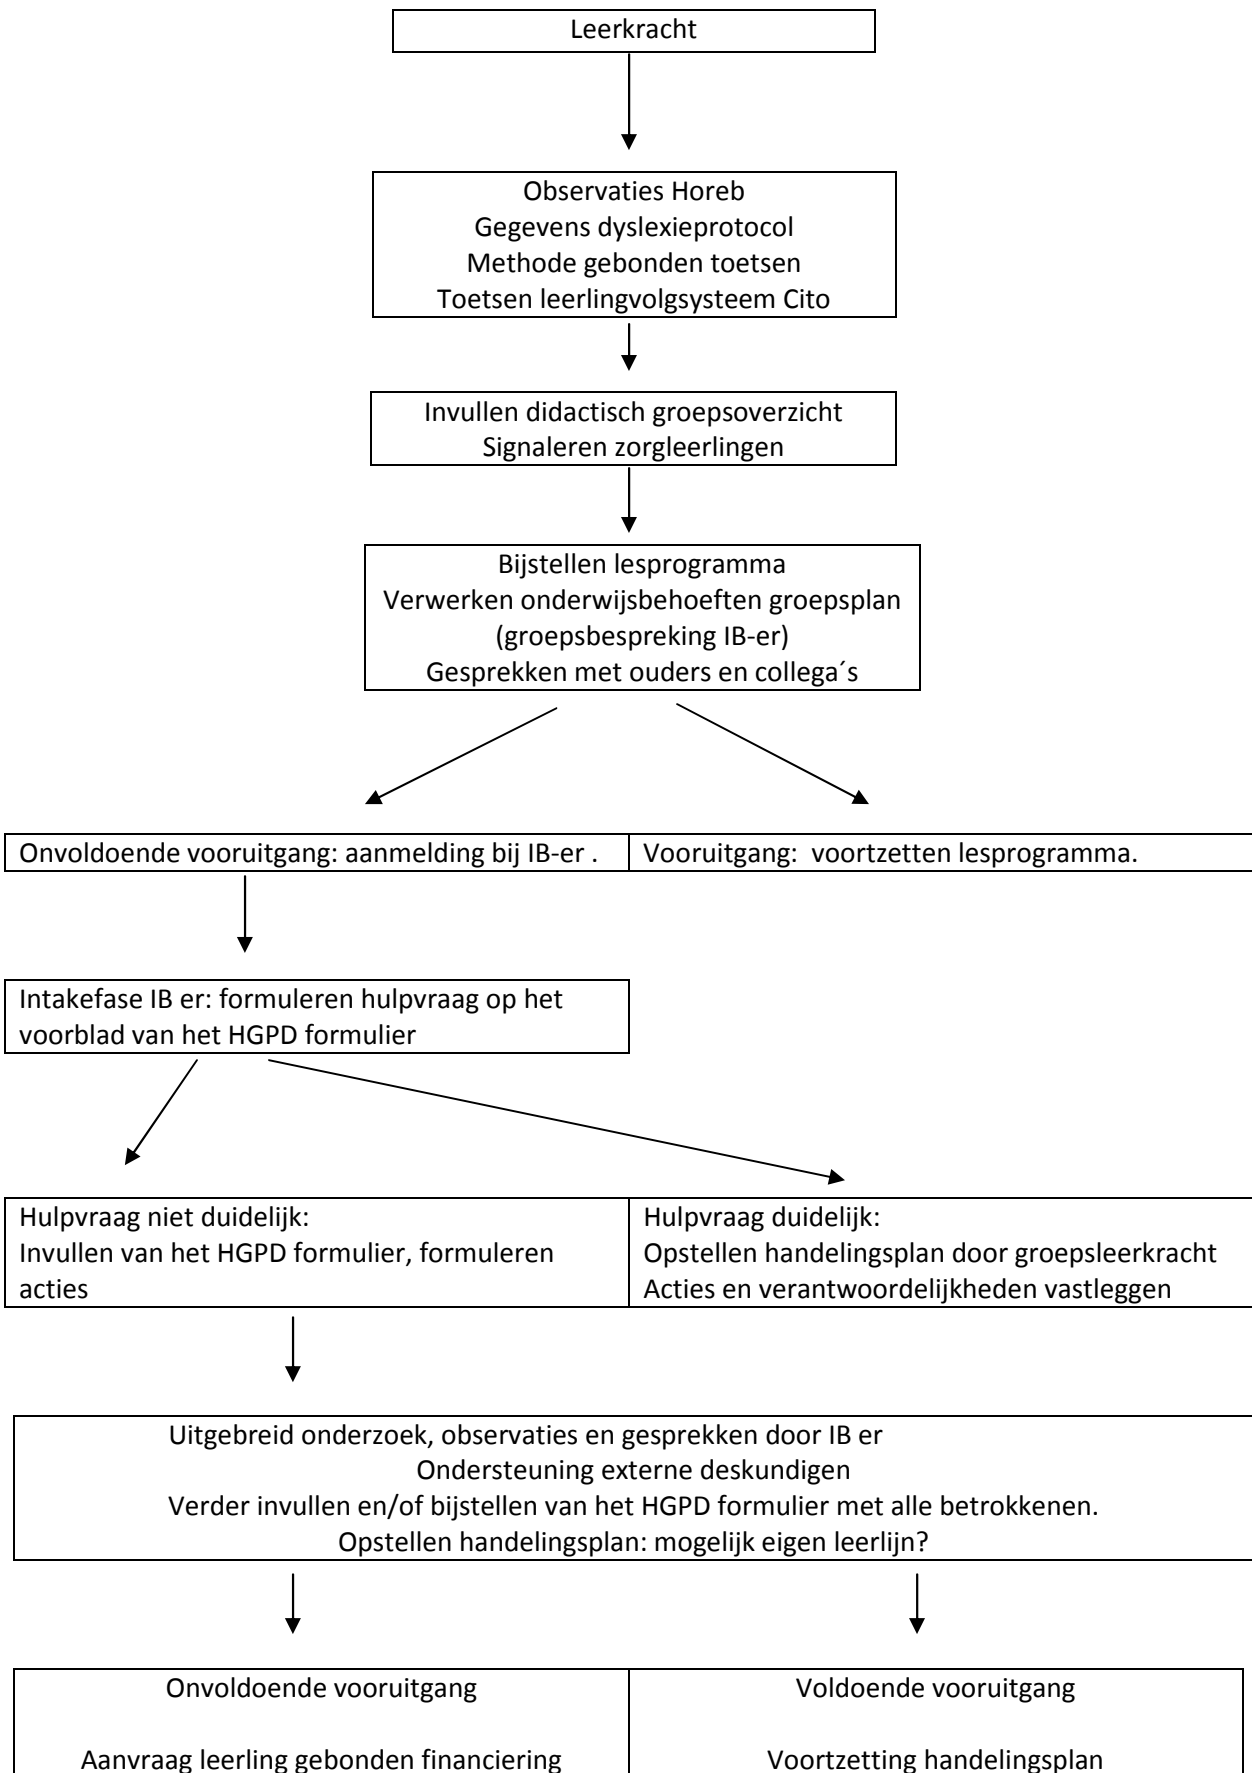 Leerkracht
Observaties Horeb
Gegevens dyslexieprotocol
Methode gebonden toetsen
Toetsen leerlingvolgsysteem Cito
Invullen didactisch groepsoverzicht
Signaleren zorgleerlingen
Bijstellen lesprogramma
Verwerken onderwijsbehoeften groepsplan
(groepsbespreking IB-er)
Gesprekken met ouders en collega´s
Onvoldoende vooruitgang: aanmelding bij IB-er .
Vooruitgang:  voortzetten lesprogramma.
Intakefase IB er: formuleren hulpvraag op het
voorblad van het HGPD formulier
Hulpvraag niet duidelijk:
Invullen van het HGPD formulier, formuleren
acties
Hulpvraag duidelijk:
Opstellen handelingsplan door groepsleerkracht
Acties en verantwoordelijkheden vastleggen
Uitgebreid onderzoek, observaties en gesprekken door IB er
Ondersteuning externe deskundigen
Verder invullen en/of bijstellen van het HGPD formulier met alle betrokkenen.
Opstellen handelingsplan: mogelijk eigen leerlijn?
Onvoldoende vooruitgang
Aanvraag leerling gebonden financiering
Voldoende vooruitgang
Voortzetting handelingsplan